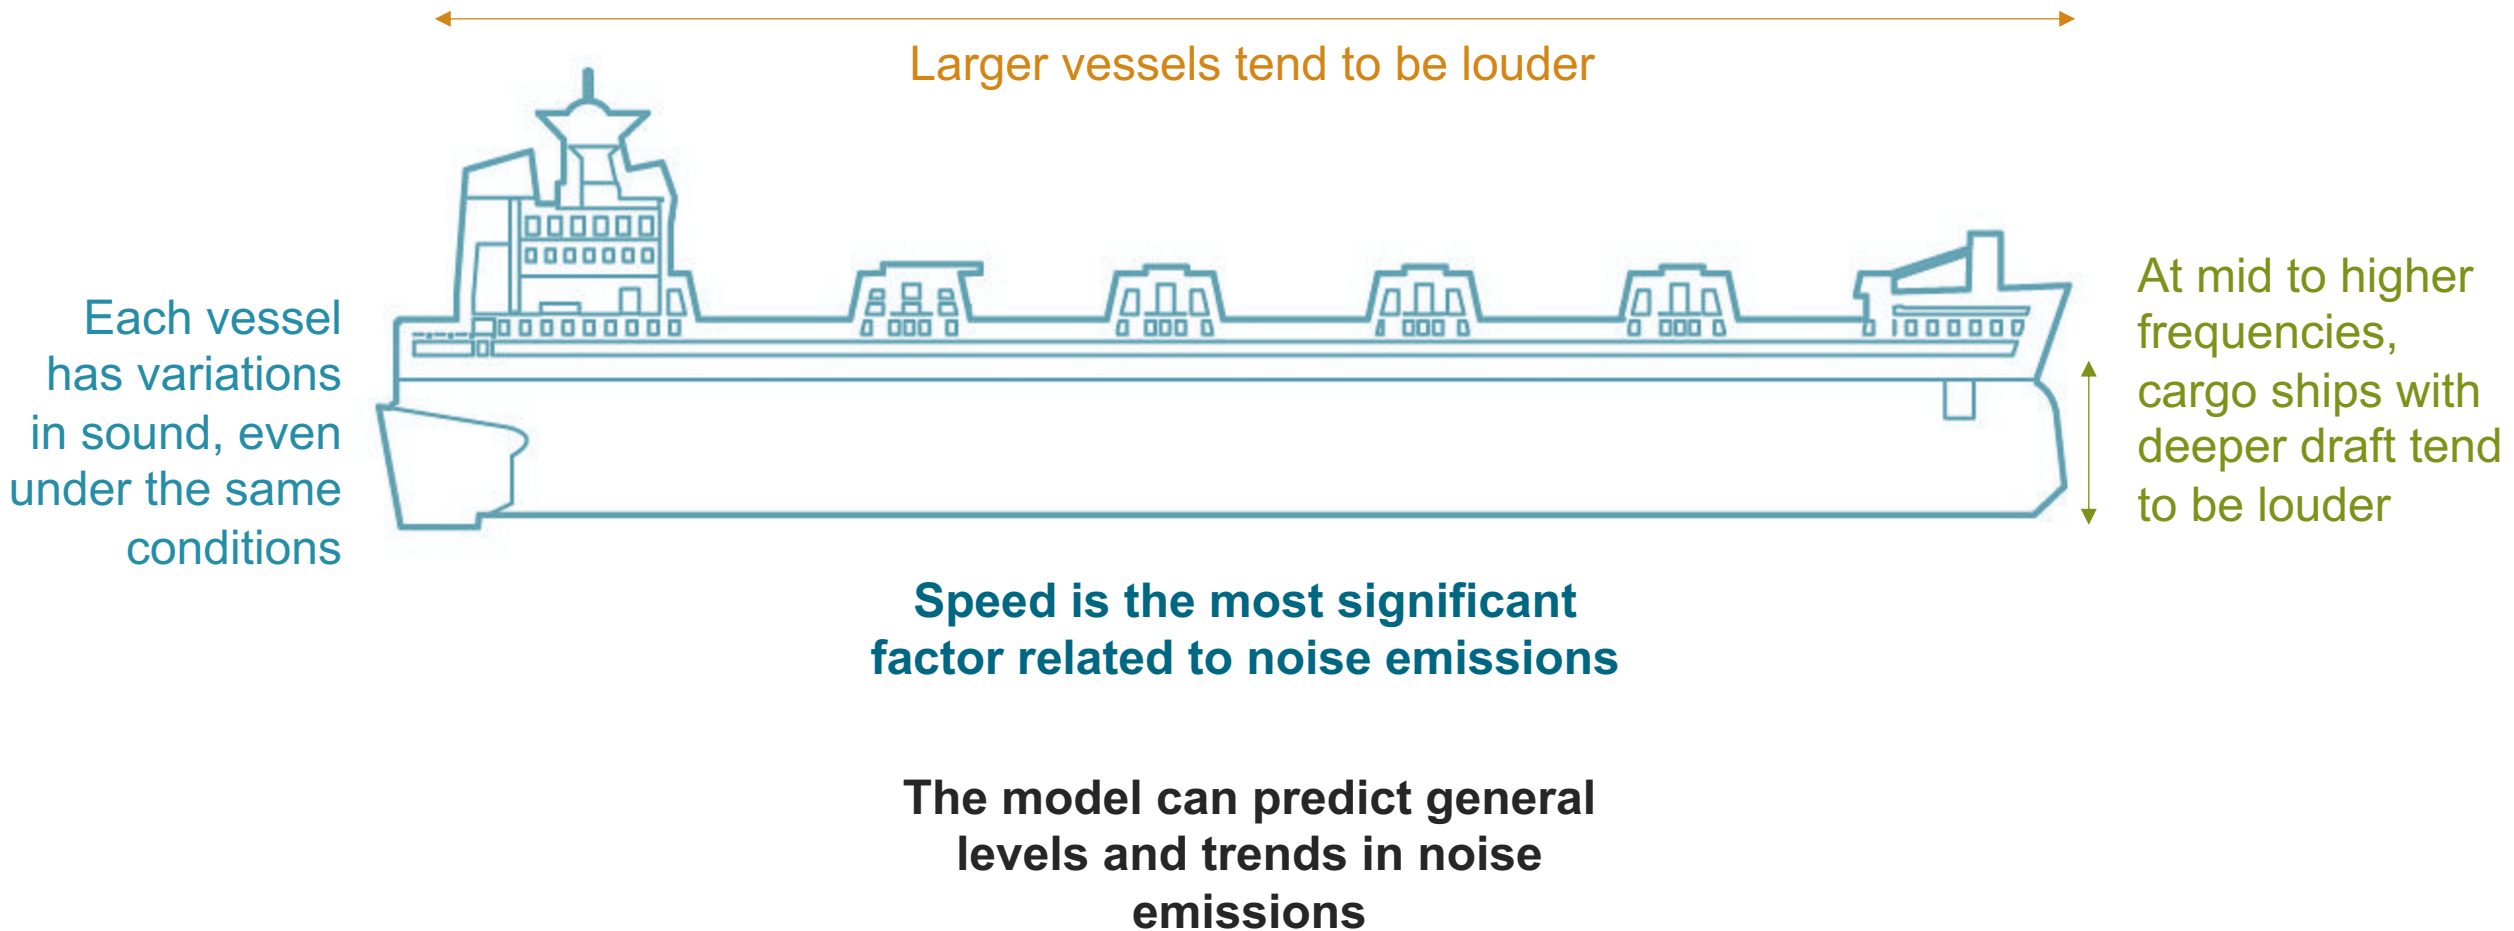 Larger vessels tend to be louder
Each vessel
has variations
in sound, even
under the same
conditions
At mid to higher
frequencies,
cargo ships with
deeper draft tend
to be louder
Speed is the most significant
factor related to noise emissions
The model can predict general
levels and trends in noise
emissions